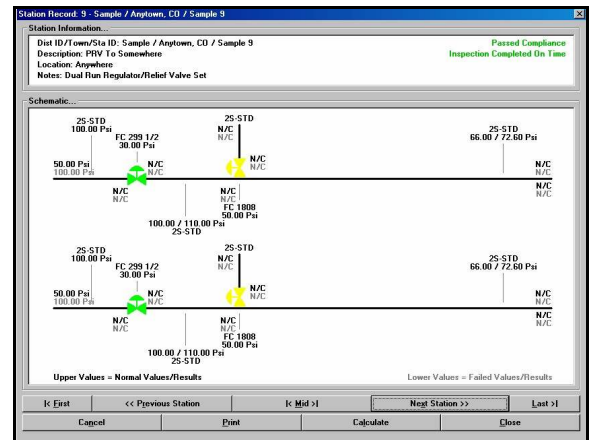 Station Record: 9 - Sample / Anytown, CO / Sample 9
Station Information...
Dist ID/Town/Sta ID: Sample / Anytown, CO / Sample 9
Passed Compliance
Description: PRV To Somewhere
Inspection Completed On Time
Location: Anywhere
Notes: Dual Run Regulator/Relief Valve Set
Schematic...
2S-STD
100.00 Psi
FC 299 1/2
30.00 Psi
2S-STD
N/C
N/C
2S-STD
66.00 / 72.60 Psi
50.00 Psi
100.00 Psi
N/C
N/C
N/C
N/C
N/C
N/C
N/C
N/C
N/C
N/C
N/C
N/C
FC 1808
50.00 Psi
100.00 / 110.00 Psi
2S-STD
2S-STD
100.00 Psi
FC 299 1/2
30.00 Psi
2S-STD
N/C
N/C
2S-STD
66.00 / 72.60 Psi
50.00 Psi
100.00 Psi
N/C
N/C
N/C
N/C
N/C
N/C
N/C
N/C
N/C
N/C
N/C
N/C
FC 1808
50.00 Psi
100.00 / 110.00 Psi
2S-STD
Upper Values = Normal Values/Results
Lower Values = Failed Values/Results
|< First
<< Previous Station
|< Mid >|
Next Station >>
Last >|
Cancel
Print
Calculate
Close